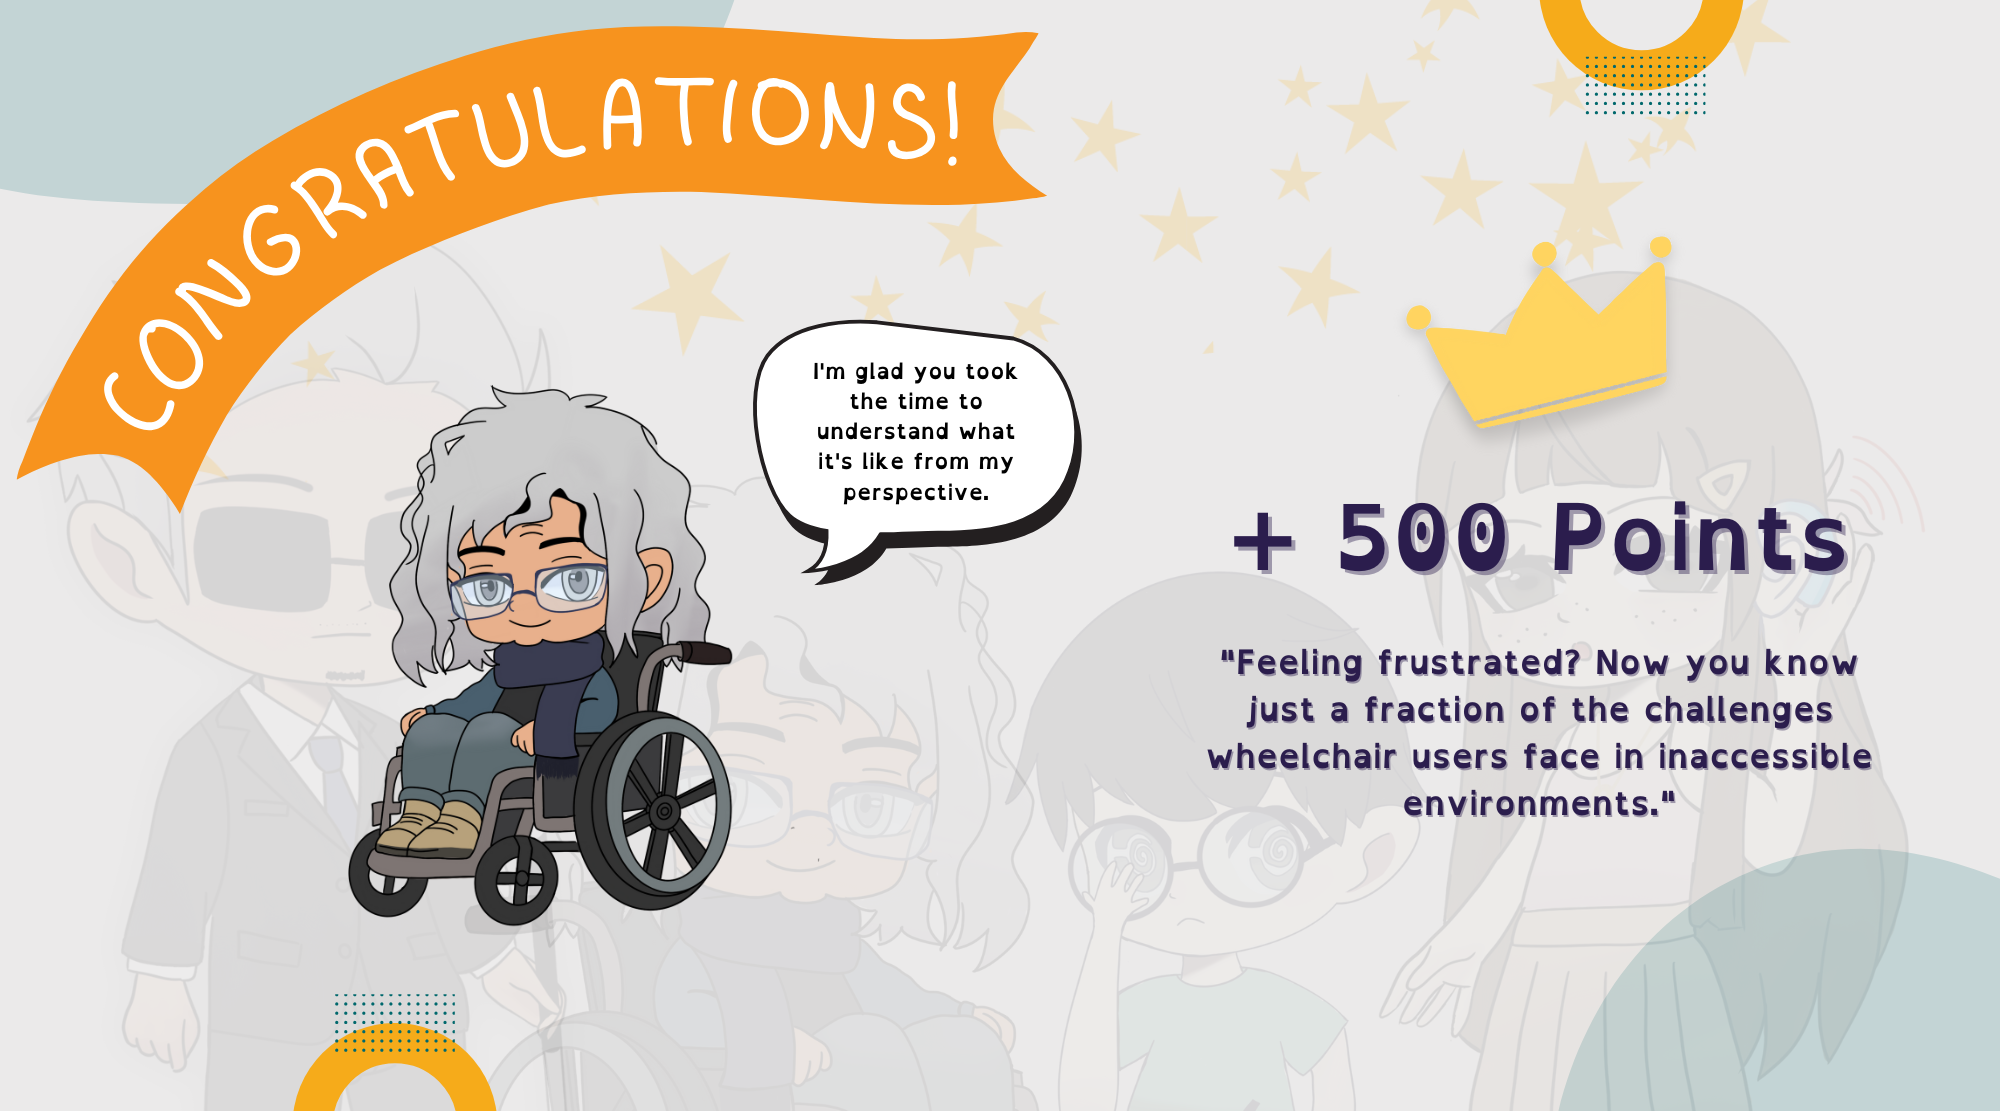 CONGRATULATIONS!
I'm glad you took
the time to
understand what
it's like from my
perspective.
+ 500 Points
"Feeling frustrated? Now you know
just a fraction of the challenges
wheelchair users face in inaccessible
environments."